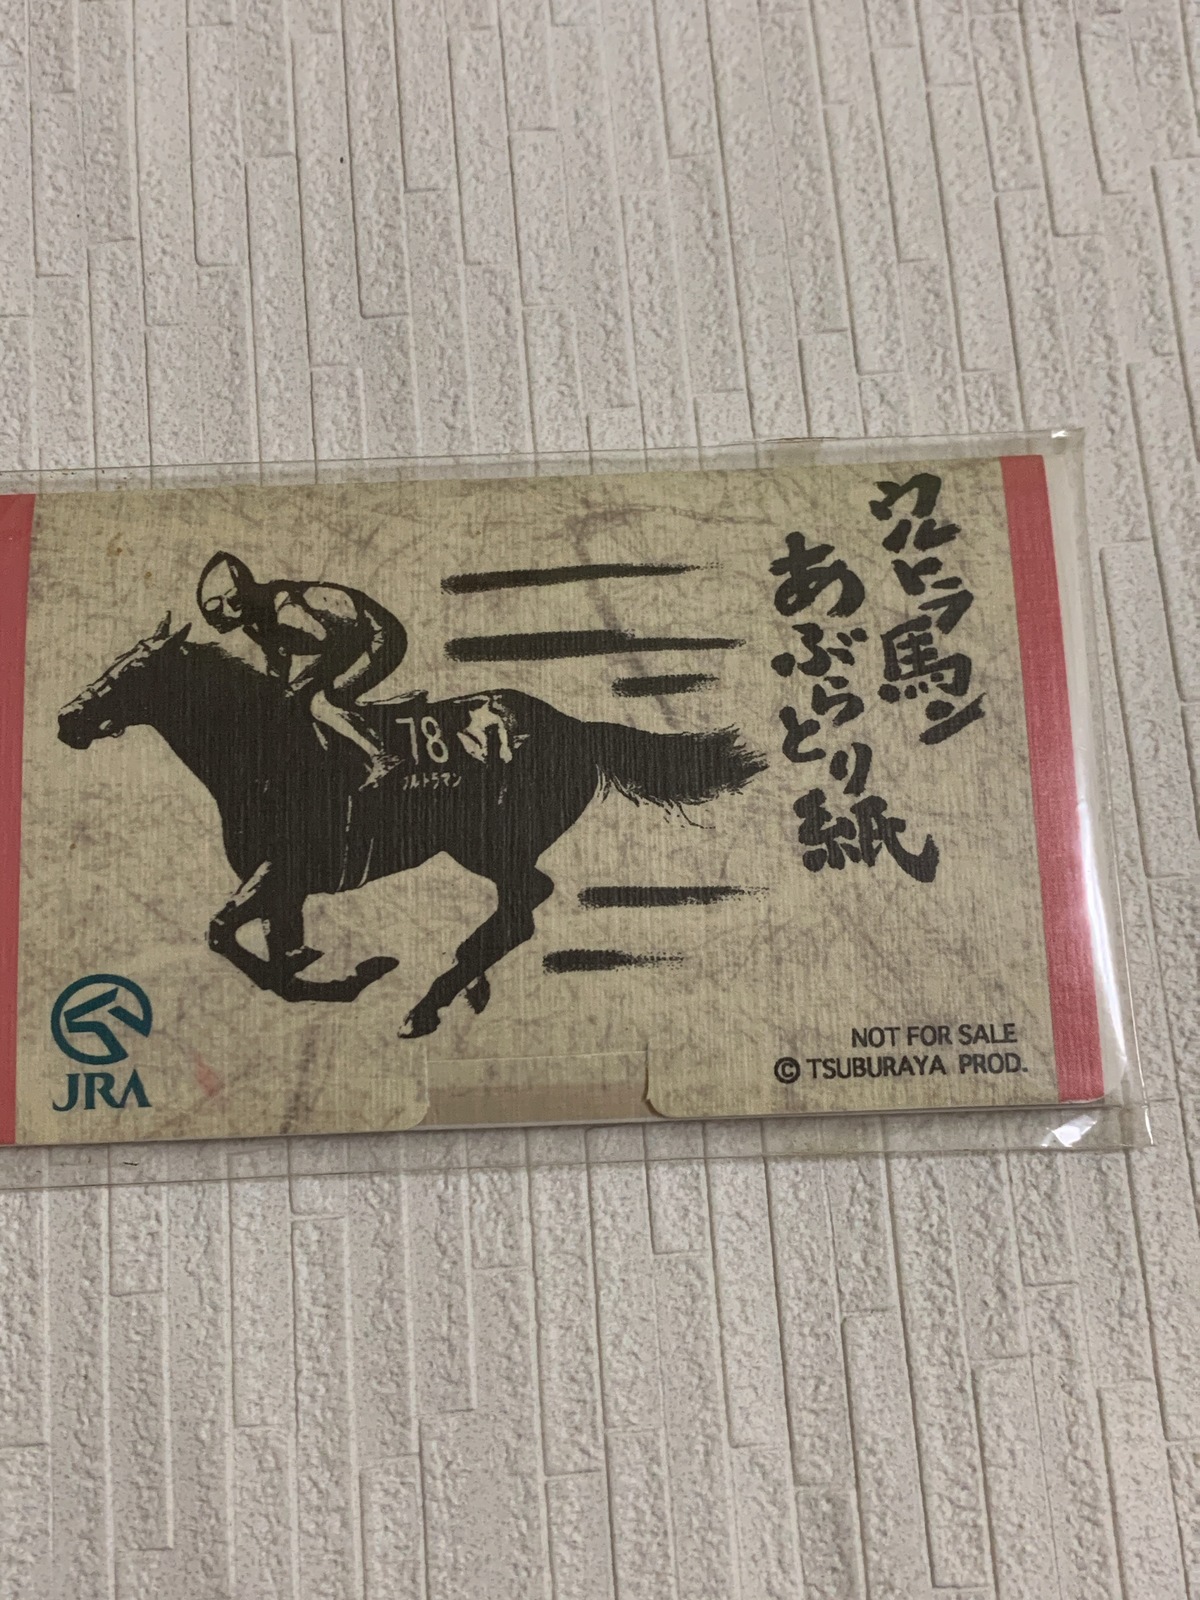 ウルトラ馬ン
あぶらとり紙
78
ウルトラマン
JRA
NOT FOR SALE
© TSUBURAYA PROD.